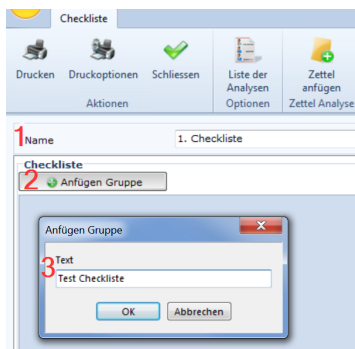 Checkliste
Drucken Druckoptionen Schliessen Liste der Analysen Zettel anfügen
Aktionen Optionen Zettel Analyse
1 Name 1. Checkliste
Checkliste
2 Anfügen Gruppe
Anfügen Gruppe
3 Text
Test Checkliste
OK Abbrechen